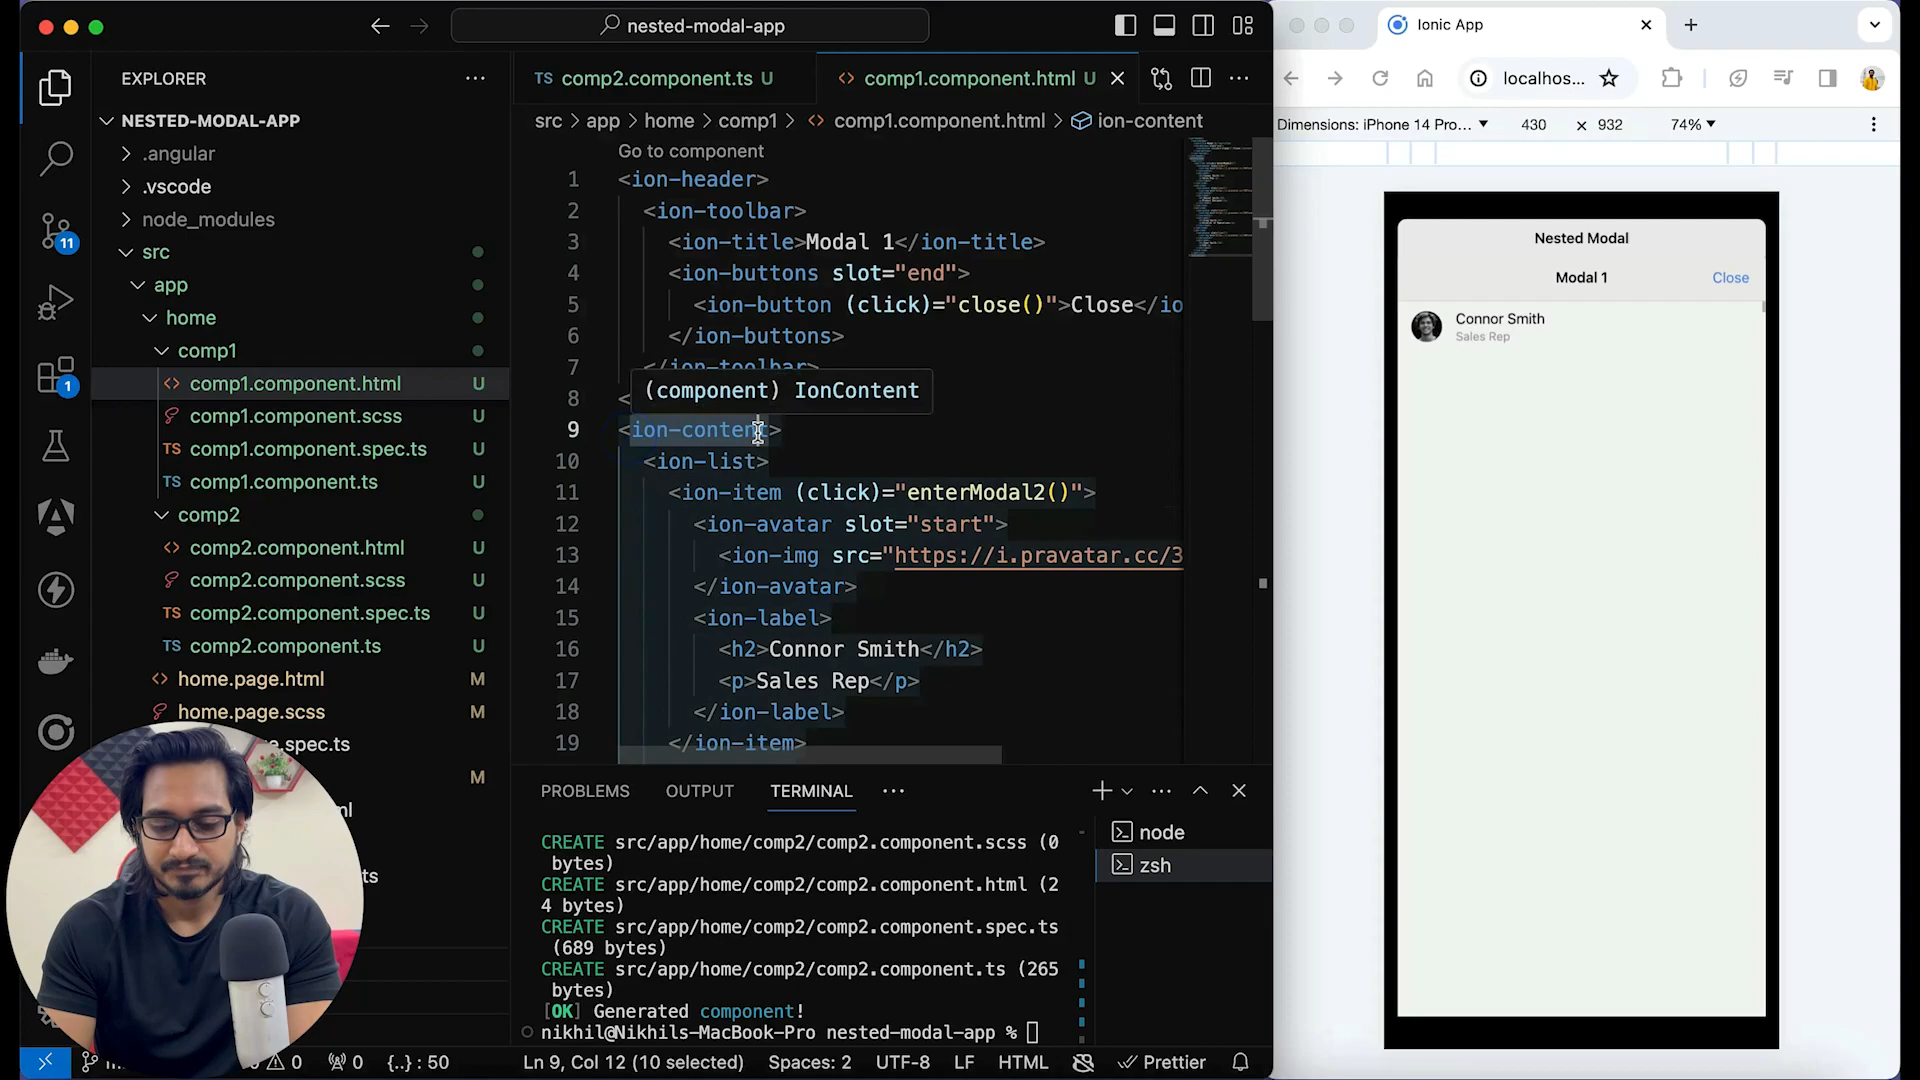 nested-modal-app
Ionic App
EXPLORER
comp2.component.ts U
comp1.component.html U
localhos...
NESTED-MODAL-APP
src > app > home > comp1 > comp1.component.html > ion-content
Dimensions: iPhone 14 Pro... 430 × 932 74%
.angular
.vscode
node_modules
src
app
home
comp1
comp1.component.html U
comp1.component.scss U
TS comp1.component.spec.ts U
TS comp1.component.ts U
comp2
comp2.component.html U
comp2.component.scss U
TS comp2.component.spec.ts U
TS comp2.component.ts U
home.page.html M
home.page.scss M
.spec.ts
M
11
1
Go to component
1 <ion-header>
2 <ion-toolbar>
3 <ion-title>Modal 1</ion-title>
4 <ion-buttons slot="end">
5 <ion-button (click)="close()">Close</io
6 </ion-buttons>
7 </ion-toolbar>
8 <
(component) IonContent
9 <ion-content>
10 <ion-list>
11 <ion-item (click)="enterModal2()">
12 <ion-avatar slot="start">
13 <ion-img src="https://i.pravatar.cc/3
14 </ion-avatar>
15 <ion-label>
16 <h2>Connor Smith</h2>
17 <p>Sales Rep</p>
18 </ion-label>
19 </ion-item>
PROBLEMS OUTPUT TERMINAL
node
zsh
CREATE src/app/home/comp2/comp2.component.scss (0
bytes)
CREATE src/app/home/comp2/comp2.component.html (2
4 bytes)
CREATE src/app/home/comp2/comp2.component.spec.ts
(689 bytes)
CREATE src/app/home/comp2/comp2.component.ts (265
bytes)
[OK] Generated component!
nikhil@Nikhils-MacBook-Pro nested-modal-app %
0 0 {..} : 50 Ln 9, Col 12 (10 selected) Spaces: 2 UTF-8 LF HTML Prettier
Nested Modal
Modal 1 Close
Connor Smith
Sales Rep